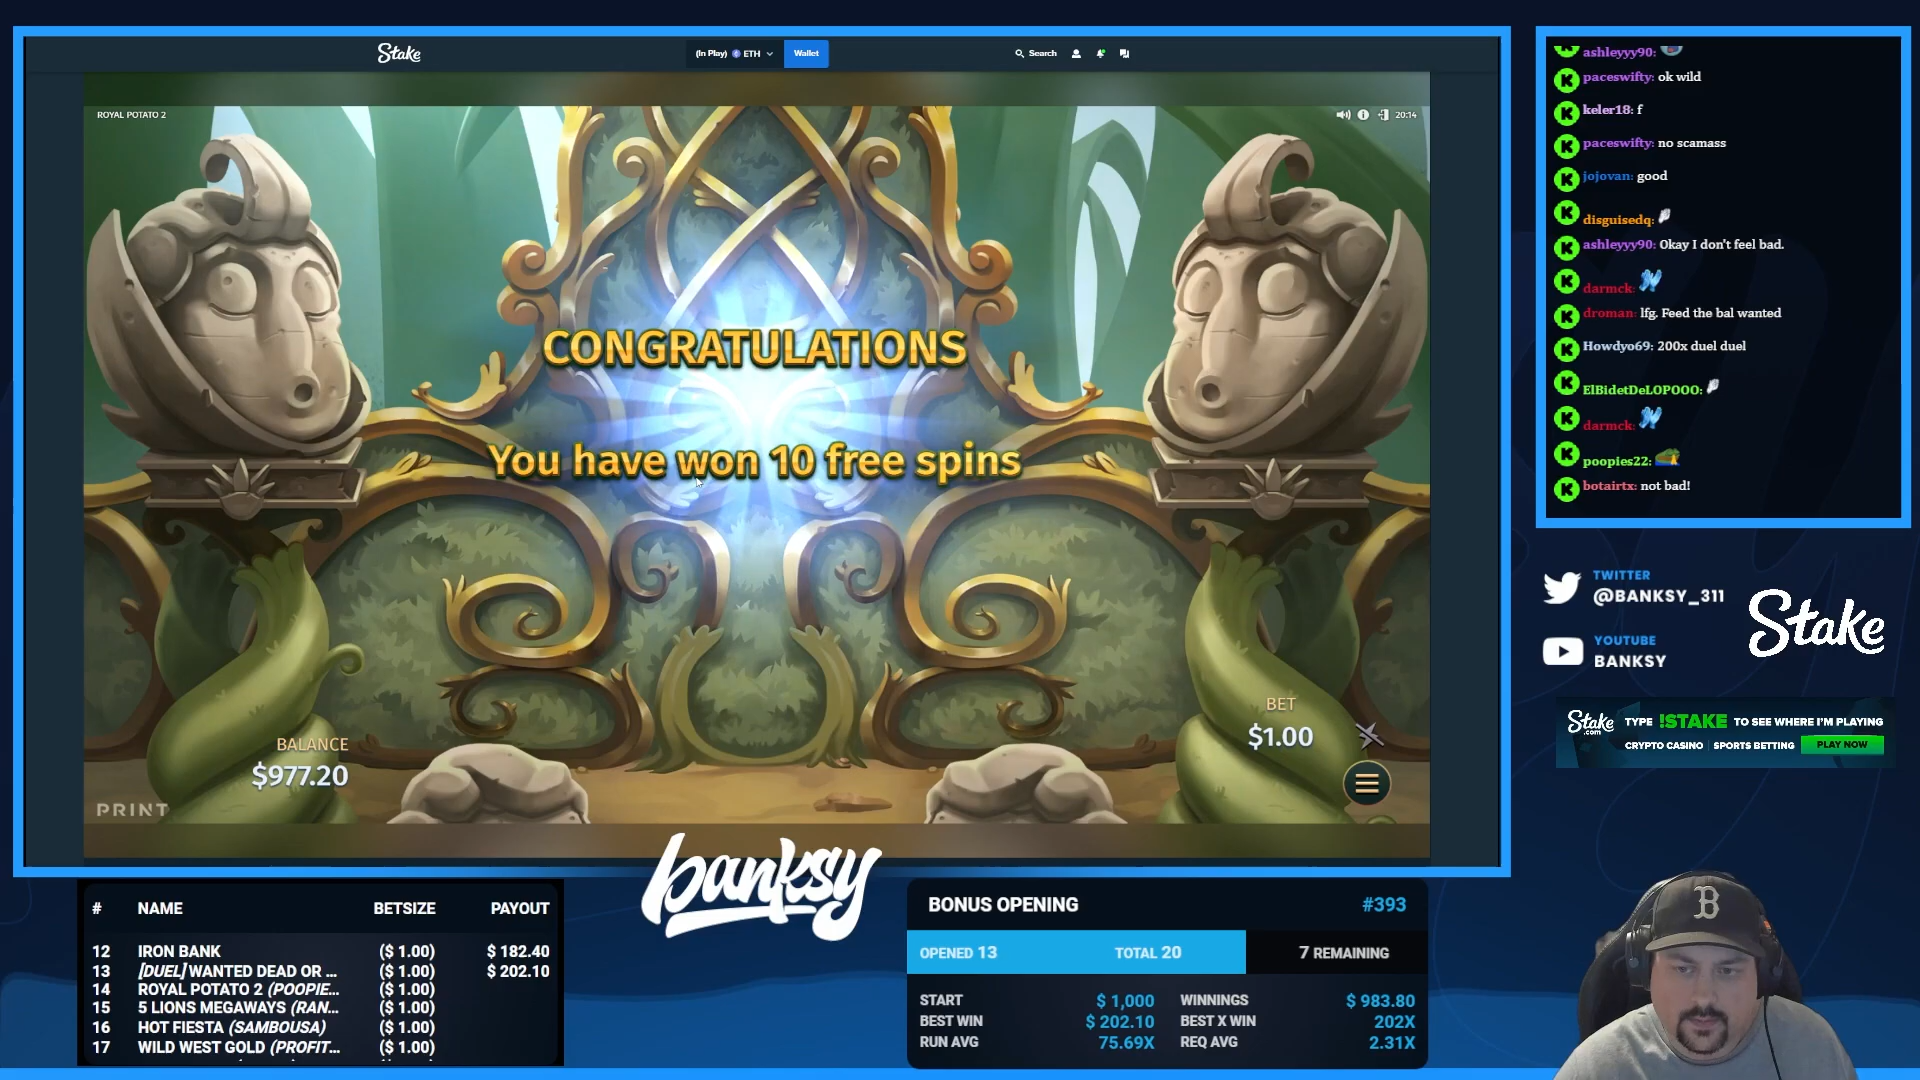 Stake
(In Play) ETH
Wallet
Search
ROYAL POTATO 2
20:14
CONGRATULATIONS
You have won 10 free spins
BALANCE
$977.20
BET
$1.00
PRINT
ashleyyy90:
paceswifty: ok wild
keler18: f
paceswifty: no scamass
jojovan: good
disguisedq:
ashleyyy90: Okay I don't feel bad.
darmck:
droman: lfg. Feed the bal wanted
Howdyo69: 200x duel duel
ElBidetDeLOPOOO:
darmck:
poopies22:
botairtx: not bad!
TWITTER
@BANKSY_311
YOUTUBE
BANKSY
Stake
Stake.com
TYPE !STAKE TO SEE WHERE I'M PLAYING
CRYPTO CASINO | SPORTS BETTING PLAY NOW
banksy
# NAME BETSIZE PAYOUT
12 IRON BANK ($ 1.00) $ 182.40
13 [DUEL] WANTED DEAD OR ... ($ 1.00) $ 202.10
14 ROYAL POTATO 2 (POOPIE... ($ 1.00)
15 5 LIONS MEGAWAYS (RAN... ($ 1.00)
16 HOT FIESTA (SAMBOUSA) ($ 1.00)
17 WILD WEST GOLD (PROFIT... ($ 1.00)
BONUS OPENING #393
OPENED 13 TOTAL 20 7 REMAINING
START $ 1,000 WINNINGS $ 983.80
BEST WIN $ 202.10 BEST X WIN 202X
RUN AVG 75.69X REQ AVG 2.31X
B